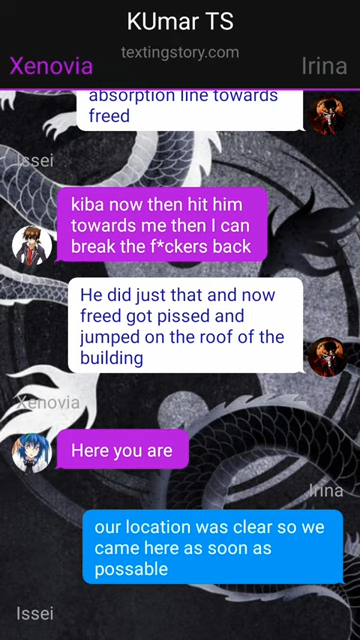 KUmar TS
textingstory.com
Xenovia
Irina
absorption line towards
freed
Issei
kiba now then hit him
towards me then I can
break the f*ckers back
He did just that and now
freed got pissed and
jumped on the roof of the
building
Xenovia
Here you are
Irina
our location was clear so we
came here as soon as
possable
Issei